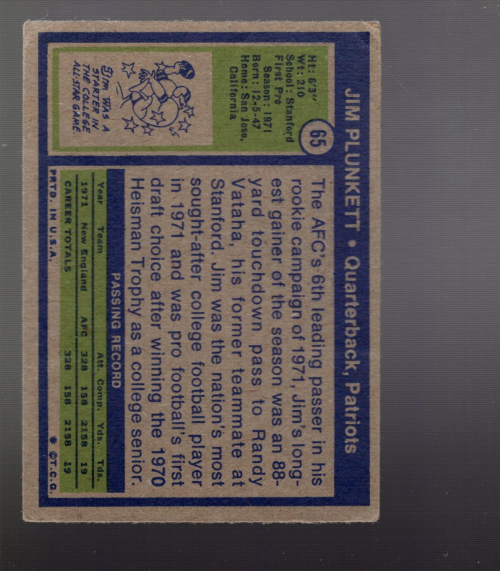 JIM PLUNKETT • Quarterback, Patriots
65
Ht: 6'3"
Wt: 210
School: Stanford
First Pro
Season: 1971
Born: 12-5-47
Home: San Jose,
California
JIM WAS A
STARTER IN
THE COLLEGE
ALL-STAR GAME.
The AFC's 6th leading passer in his
rookie campaign of 1971, Jim's long-
est gainer of the season was an 88-
yard touchdown pass to Randy
Vataha, his former teammate at
Stanford. Jim was the nation's most
sought-after college football player
in 1971 and was pro football's first
draft choice after winning the 1970
Heisman Trophy as a college senior.
PASSING RECORD
Year Team Att. Comp. Yds. Tds.
1971 New England AFC 328 158 2158 19
CAREER TOTALS 328 158 2158 19
PRTD. IN U.S.A. * © T.C.G.